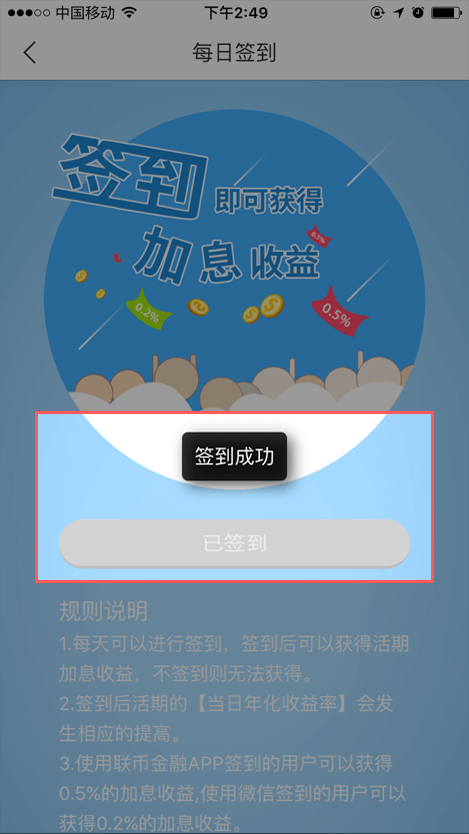 中国移动 下午2:49
每日签到
签到 即可获得
加息 收益
0.5%
0.2%
0.5%
签到成功
已签到
规则说明
1.每天可以进行签到，签到后可以获得活期
加息收益，不签到则无法获得。
2.签到后活期的【当日年化收益率】会发
生相应的提高。
3.使用联币金融APP签到的用户可以获得
0.5%的加息收益,使用微信签到的用户可以
获得0.2%的加息收益。